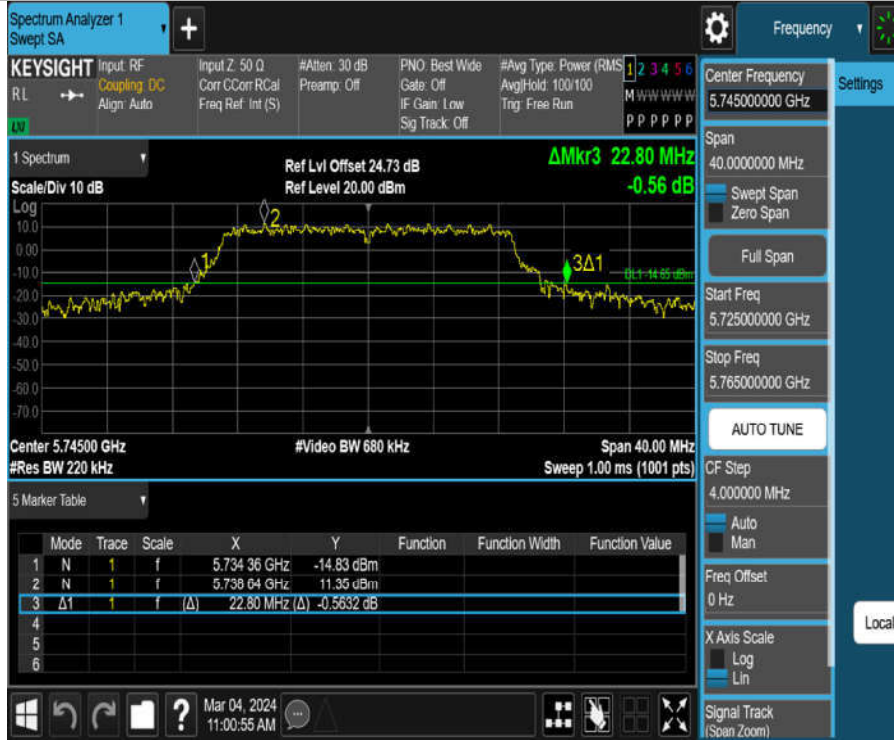 Spectrum Analyzer 1
Swept SA
Frequency
KEYSIGHT
Input: RF
Input Z: 50 Ω
#Atten: 30 dB
PNO: Best Wide
#Avg Type: Power (RMS
1 2 3 4 5 6
R L
Coupling: DC
Corr CCorr RCal
Preamp: Off
Gate: Off
Avg|Hold: 100/100
M W W W W W
Align: Auto
Freq Ref: Int (S)
IF Gain: Low
Trig: Free Run
Sig Track: Off
P P P P P P
LXI
1 Spectrum
Ref Lvl Offset 24.73 dB
ΔMkr3 22.80 MHz
Scale/Div 10 dB
Ref Level 20.00 dBm
-0.56 dB
Log
10.0
0.00
-10.0
-20.0
-30.0
-40.0
-50.0
-60.0
-70.0
1
2
3Δ1
DL1 -14.65 dBm
Center 5.74500 GHz
#Video BW 680 kHz
Span 40.00 MHz
#Res BW 220 kHz
Sweep 1.00 ms (1001 pts)
5 Marker Table
Mode Trace Scale X Y Function Function Width Function Value
1 N 1 f 5.734 36 GHz -14.83 dBm
2 N 1 f 5.738 64 GHz 11.35 dBm
3 Δ1 1 f (Δ) 22.80 MHz (Δ) -0.5632 dB
4
5
6
Mar 04, 2024
11:00:55 AM
Center Frequency
5.745000000 GHz
Settings
Span
40.0000000 MHz
Swept Span
Zero Span
Full Span
Start Freq
5.725000000 GHz
Stop Freq
5.765000000 GHz
AUTO TUNE
CF Step
4.000000 MHz
Auto
Man
Freq Offset
0 Hz
Local
X Axis Scale
Log
Lin
Signal Track
(Span Zoom)